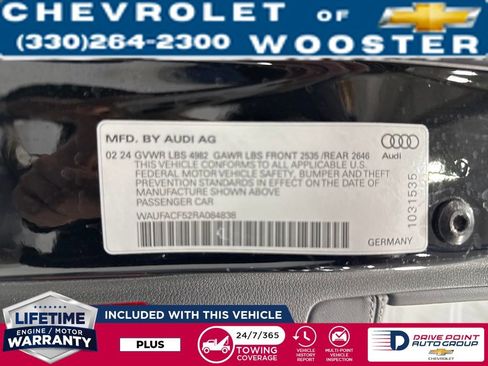 CHEVROLET OF
(330)264-2300 WOOSTER
MFD. BY AUDI AG
02 24 GVWR LBS 4982 GAWR LBS FRONT 2535 /REAR 2646
THIS VEHICLE CONFORMS TO ALL APPLICABLE U.S.
FEDERAL MOTOR VEHICLE SAFETY, BUMPER AND THEFT
PREVENTION STANDARDS IN EFFECT ON THE DATE OF
MANUFACTURE SHOWN ABOVE
PASSENGER CAR
WAUFACF52RA084838
Audi
1031535
GERMANY
LIFETIME
ENGINE / MOTOR
WARRANTY
INCLUDED WITH THIS VEHICLE
PLUS
24/7/365
TOWING
COVERAGE
VEHICLE
HISTORY
REPORT
MULTI-POINT
VEHICLE
INSPECTION
DRIVE POINT
AUTO GROUP
CHEVROLET